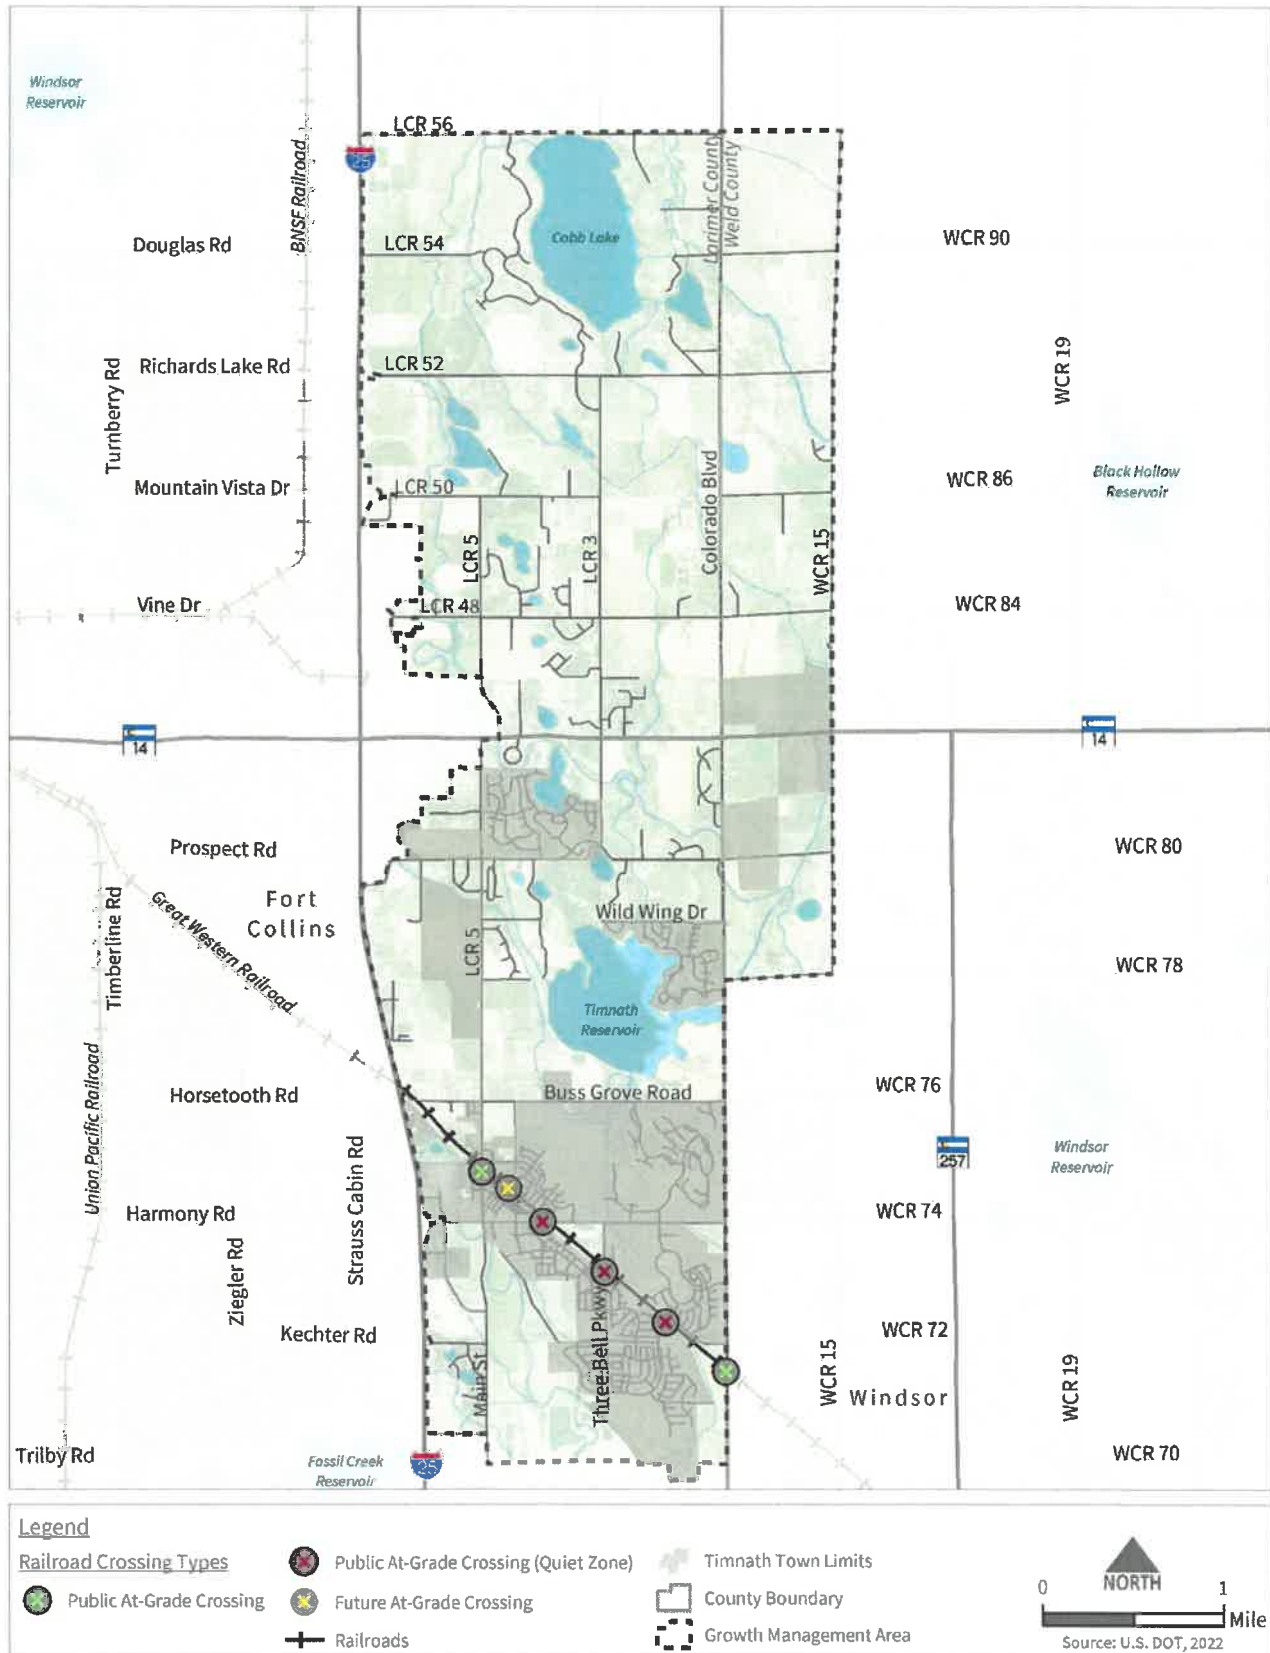 Windsor
Reservoir
LCR 56
25
BNSF Railroad
Larimer County
Weld County
Douglas Rd
LCR 54
Cobb Lake
WCR 90
Turnberry Rd
Richards Lake Rd
LCR 52
WCR 19
Mountain Vista Dr
LCR 50
Colorado Blvd
WCR 86
Black Hollow
Reservoir
LCR 5
LCR 3
WCR 15
Vine Dr
LCR 48
WCR 84
14
14
Prospect Rd
WCR 80
Timberline Rd
Great Western Railroad
Fort
Collins
Wild Wing Dr
LCR 5
WCR 78
Timnath
Reservoir
Union Pacific Railroad
Horsetooth Rd
Buss Grove Road
WCR 76
Strauss Cabin Rd
257
Windsor
Reservoir
Harmony Rd
WCR 74
Ziegler Rd
Kechter Rd
Main St
Three Bell Pkwy
WCR 72
WCR 15
Windsor
WCR 19
Trilby Rd
Fossil Creek
Reservoir
25
WCR 70
Legend
Railroad Crossing Types
Public At-Grade Crossing
Public At-Grade Crossing (Quiet Zone)
Future At-Grade Crossing
Railroads
Timnath Town Limits
County Boundary
Growth Management Area
NORTH
0 1
Mile
Source: U.S. DOT, 2022